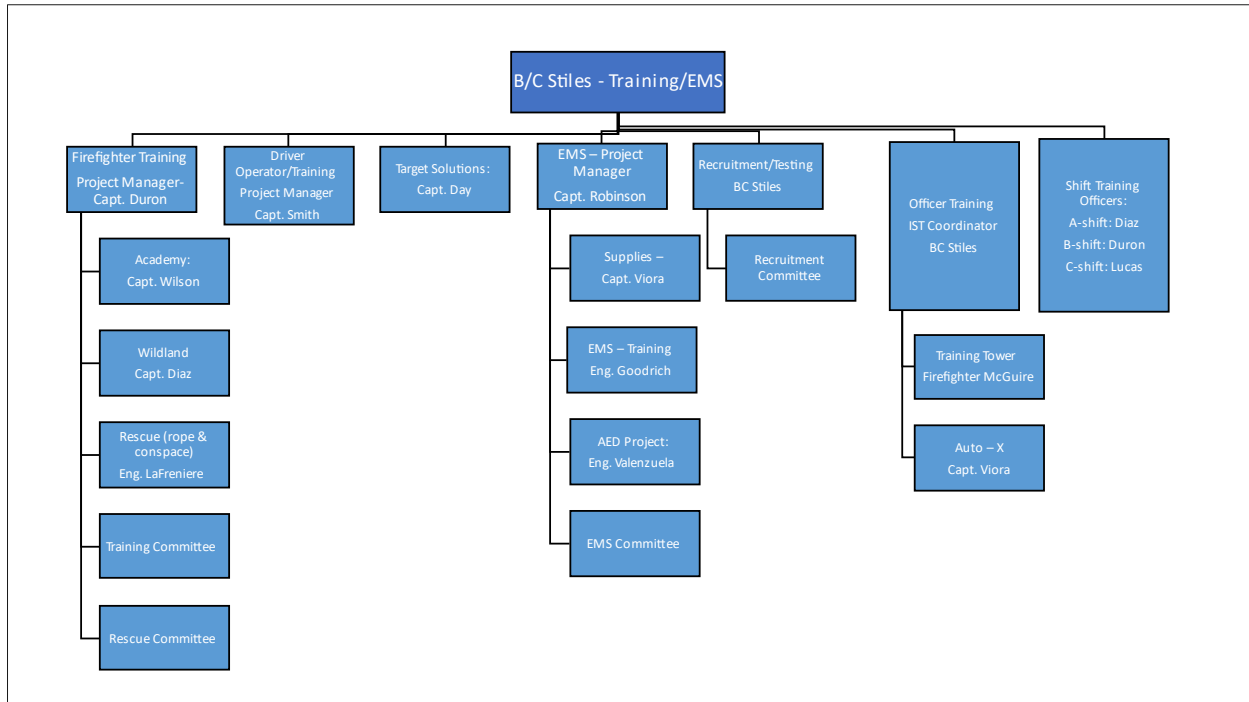 B/C Stiles - Training/EMS
Firefighter Training
Project Manager-
Capt. Duron
Academy:
Capt. Wilson
Wildland
Capt. Diaz
Rescue (rope &
conspace)
Eng. LaFreniere
Training Committee
Rescue Committee
Driver
Operator/Training
Project Manager
Capt. Smith
Target Solutions:
Capt. Day
EMS – Project
Manager
Capt. Robinson
Supplies –
Capt. Viora
EMS – Training
Eng. Goodrich
AED Project:
Eng. Valenzuela
EMS Committee
Recruitment/Testing
BC Stiles
Recruitment
Committee
Officer Training
IST Coordinator
BC Stiles
Training Tower
Firefighter McGuire
Auto – X
Capt. Viora
Shift Training
Officers:
A-shift: Diaz
B-shift: Duron
C-shift: Lucas